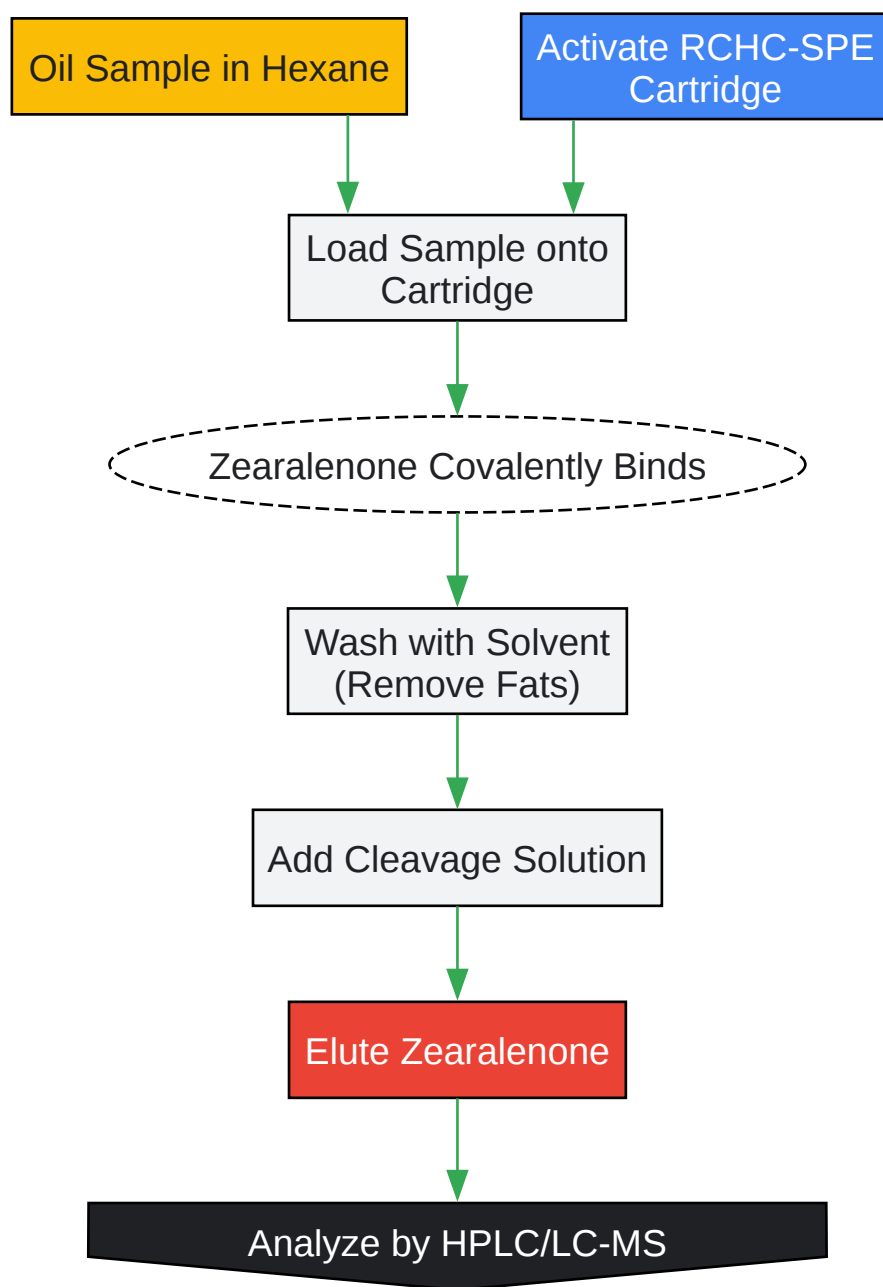 Oil Sample in Hexane
Activate RCHC-SPE
Cartridge
Load Sample onto
Cartridge
Zearalenone Covalently Binds
Wash with Solvent
(Remove Fats)
Add Cleavage Solution
Elute Zearalenone
Analyze by HPLC/LC-MS